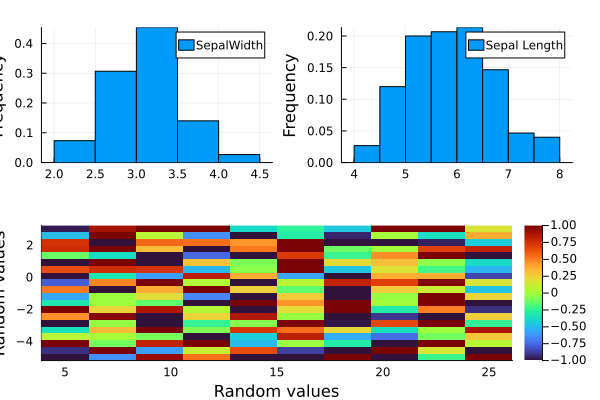 Frequency
0.4
0.3
0.2
0.1
0.0
2.0 2.5 3.0 3.5 4.0 4.5
SepalWidth
Frequency
0.20
0.15
0.10
0.05
0.00
4 5 6 7 8
Sepal Length
Random values
2
0
−2
−4
5 10 15 20 25
Random values
1.00
0.75
0.50
0.25
0
−0.25
−0.50
−0.75
−1.00